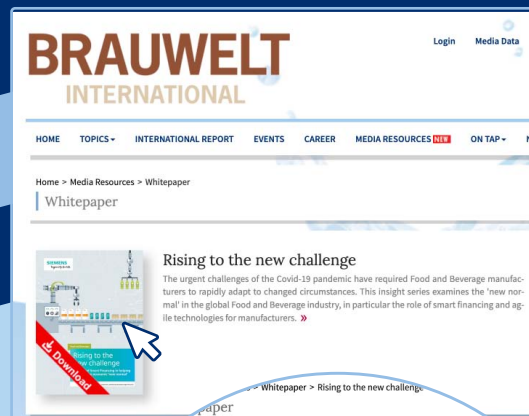 BRAUWELT
INTERNATIONAL
Login Media Data
HOME TOPICS INTERNATIONAL REPORT EVENTS CAREER MEDIA RESOURCES NEW ON TAP
Home > Media Resources > Whitepaper
Whitepaper
SIEMENS
Rising to the new challenge
The urgent challenges of the Covid-19 pandemic have required Food and Beverage manufac-
turers to rapidly adapt to changed circumstances. This insight series examines the 'new nor-
mal' in the global Food and Beverage industry, in particular the role of smart financing and ag-
ile technologies for manufacturers. »
Rising to the
new challenge
Download
> Whitepaper > Rising to the new challenge